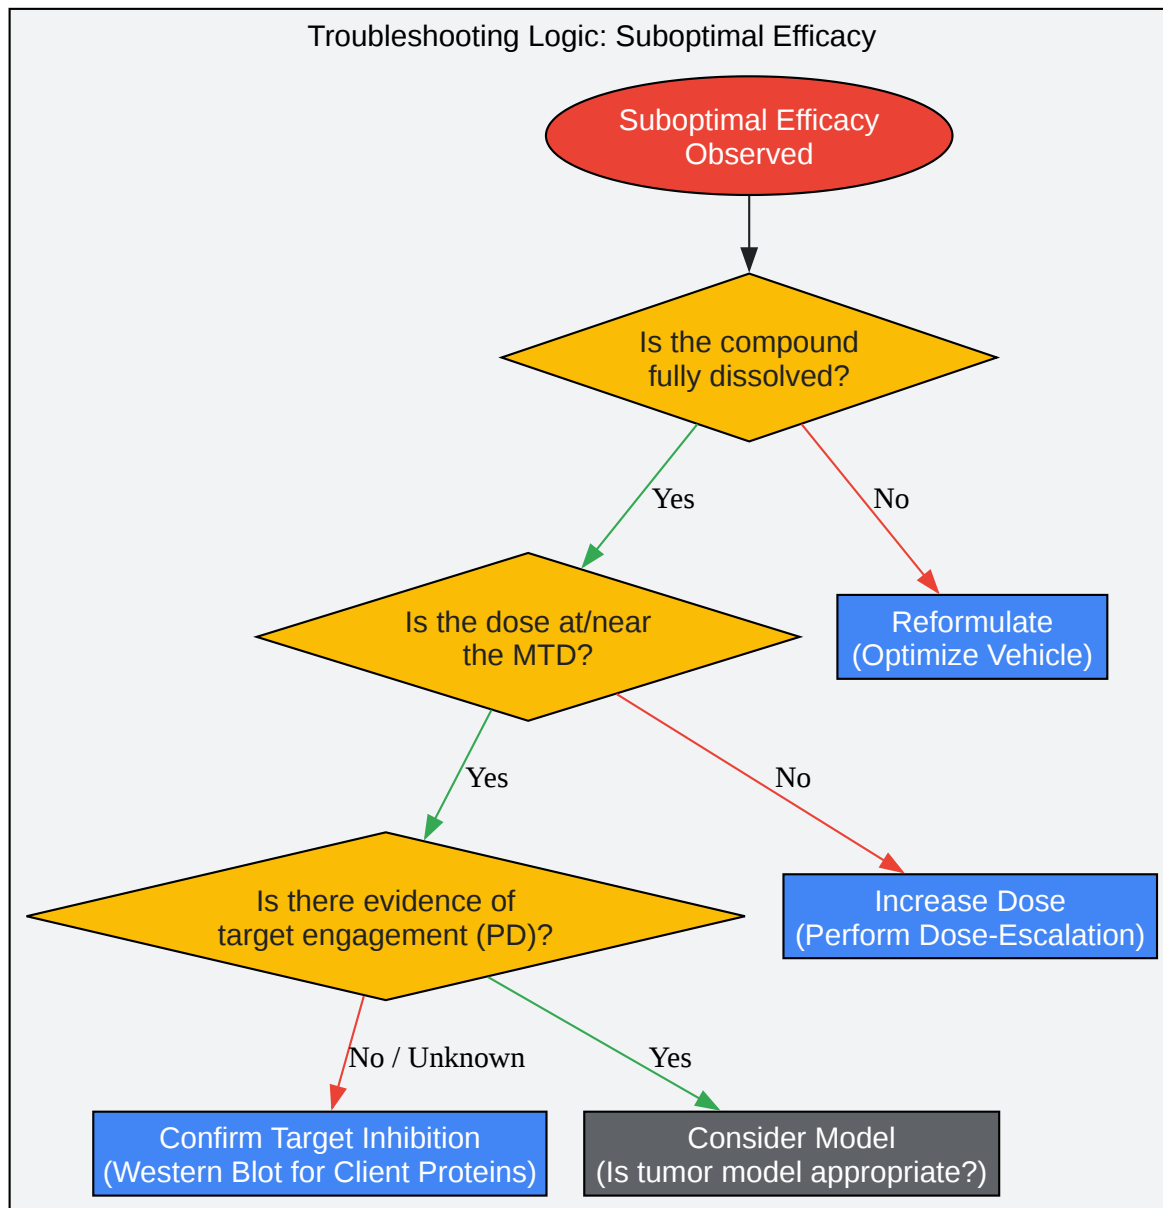 Troubleshooting Logic: Suboptimal Efficacy
Suboptimal Efficacy
Observed
Is the compound
fully dissolved?
Yes
No
Is the dose at/near
the MTD?
Reformulate
(Optimize Vehicle)
Yes
No
Is there evidence of
target engagement (PD)?
Increase Dose
(Perform Dose-Escalation)
No / Unknown
Yes
Confirm Target Inhibition
(Western Blot for Client Proteins)
Consider Model
(Is tumor model appropriate?)